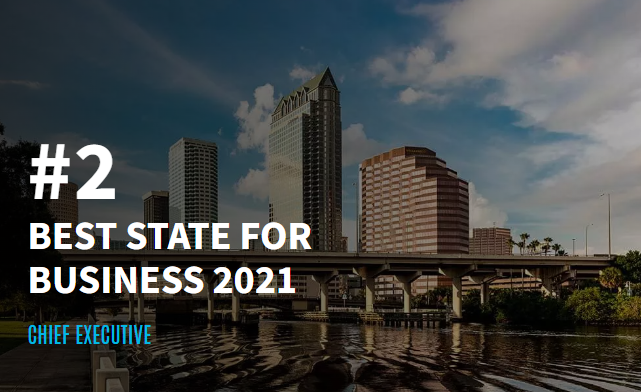 #2
BEST STATE FOR
BUSINESS 2021
CHIEF EXECUTIVE